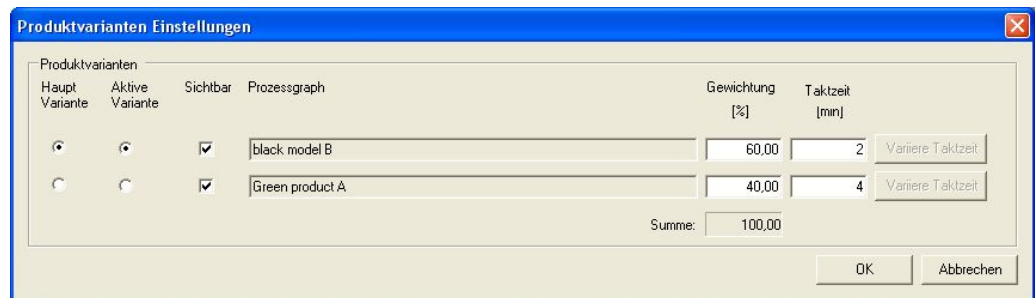 Produktvarianten Einstellungen
Produktvarianten
Haupt Variante
Aktive Variante
Sichtbar
Prozessgraph
Gewichtung [%]
Taktzeit [min]
black model B 60,00 2 Variiere Taktzeit
Green product A 40,00 4 Variiere Taktzeit
Summe: 100,00
OK Abbrechen